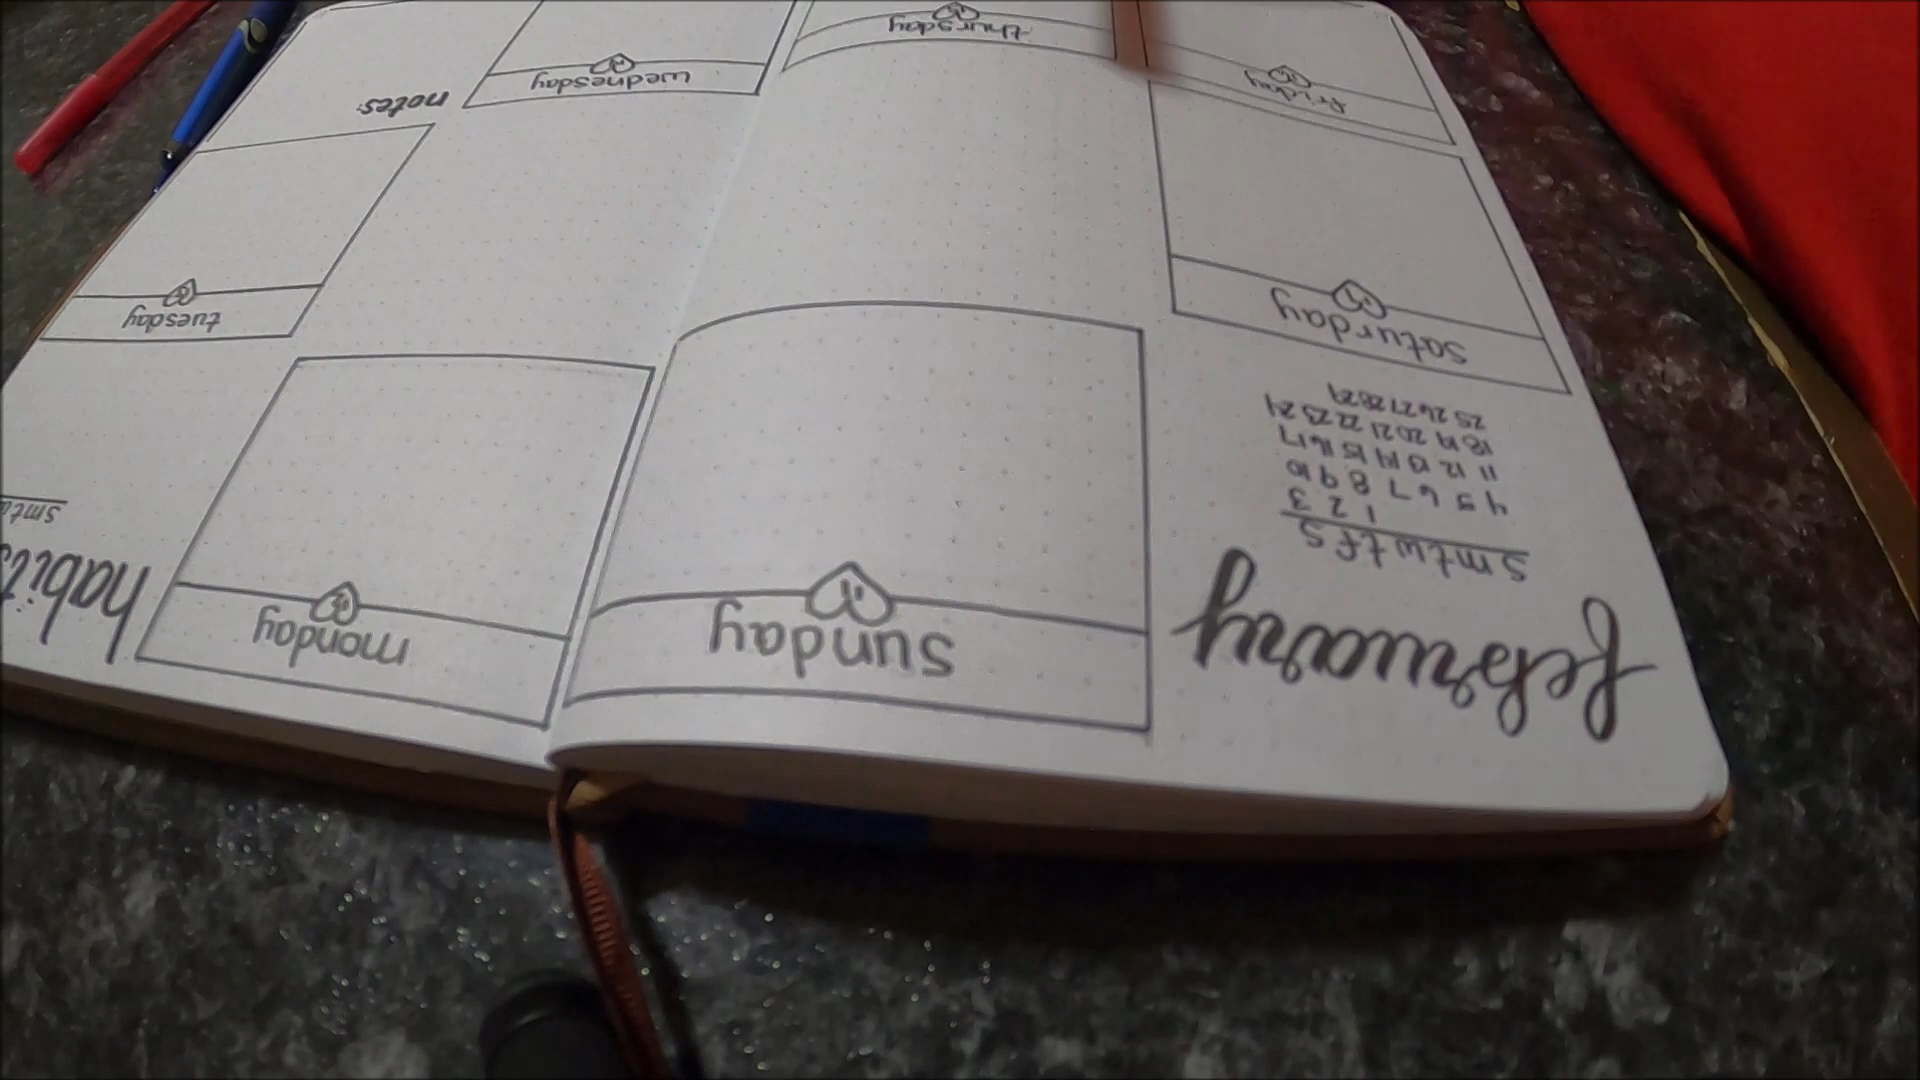 february
s m t w t f s
1 2 3
4 5 6 7 8 9 10
11 12 13 14 15 16 17
18 19 20 21 22 23 24
25 26 27 28 29
sunday
monday
habits
smt
saturday
tuesday
friday
thursday
wednesday
notes